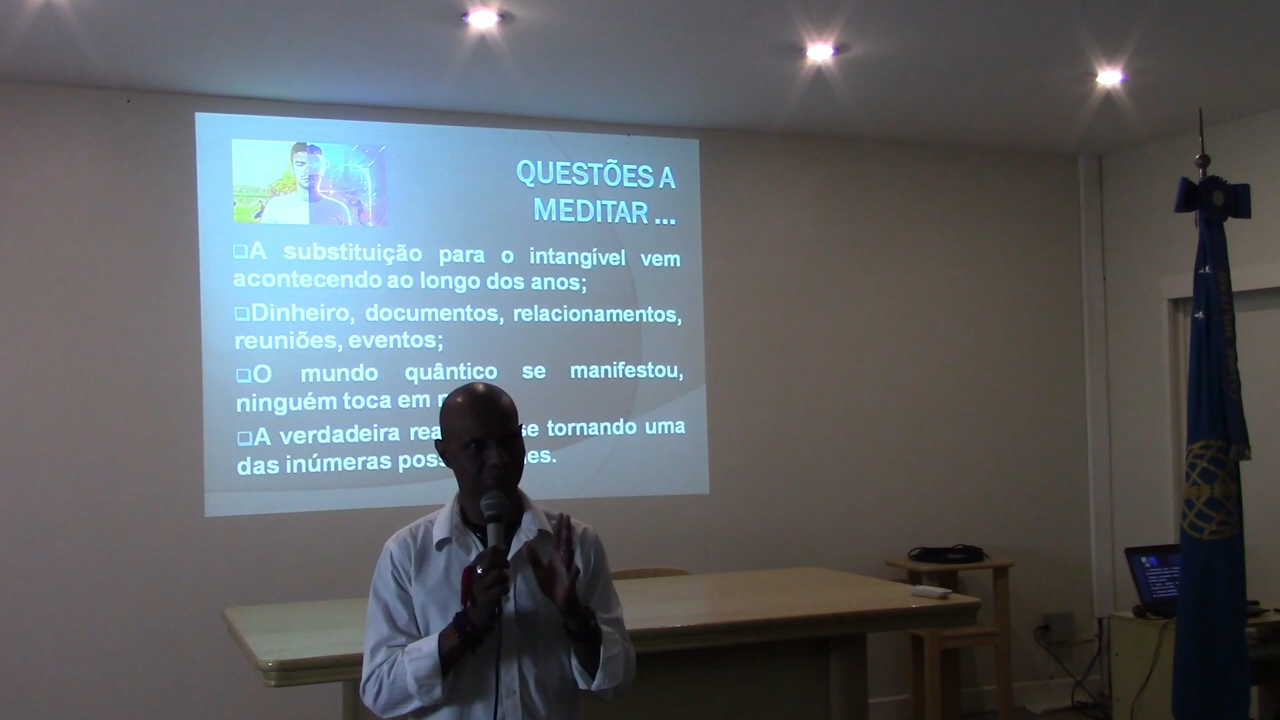 QUESTÕES A
MEDITAR ...
A substituição para o intangível vem
acontecendo ao longo dos anos;
Dinheiro, documentos, relacionamentos,
reuniões, eventos;
O mundo quântico se manifestou,
ninguém toca em
A verdadeira se tornando uma
das inúmeras